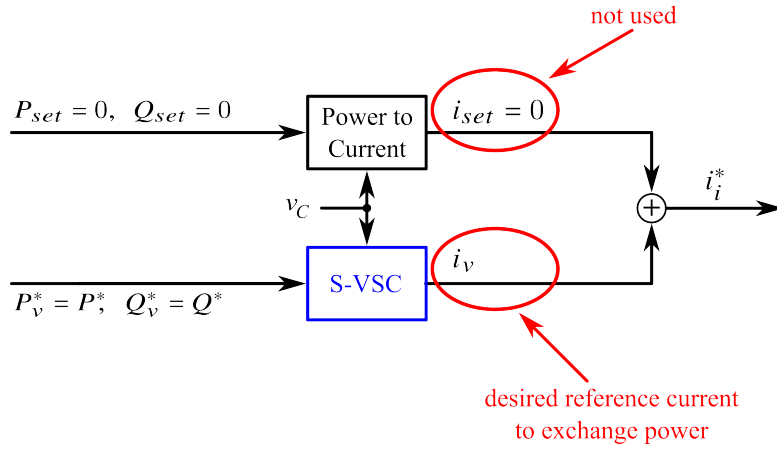 not used
P_set = 0, Q_set = 0
Power to
Current
i_set = 0
i_i^*
+
v_C
i_v
S-VSC
P_v^* = P^*, Q_v^* = Q^*
desired reference current
to exchange power